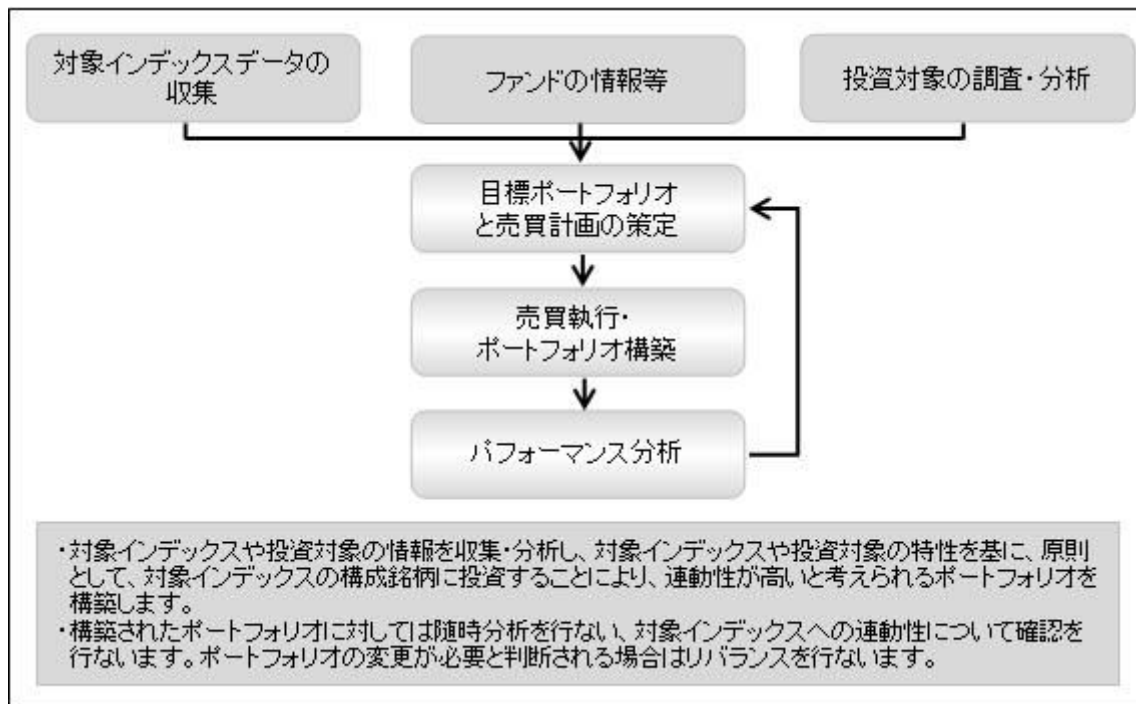 対象インデックスデータの
収集
ファンドの情報等
投資対象の調査・分析
目標ポートフォリオ
と売買計画の策定
売買執行・
ポートフォリオ構築
パフォーマンス分析
・対象インデックスや投資対象の情報を収集・分析し、対象インデックスや投資対象の特性を基に、原則
として、対象インデックスの構成銘柄に投資することにより、連動性が高いと考えられるポートフォリオを
構築します。
・構築されたポートフォリオに対しては随時分析を行ない、対象インデックスへの連動性について確認を
行ないます。ポートフォリオの変更が必要と判断される場合はリバランスを行ないます。